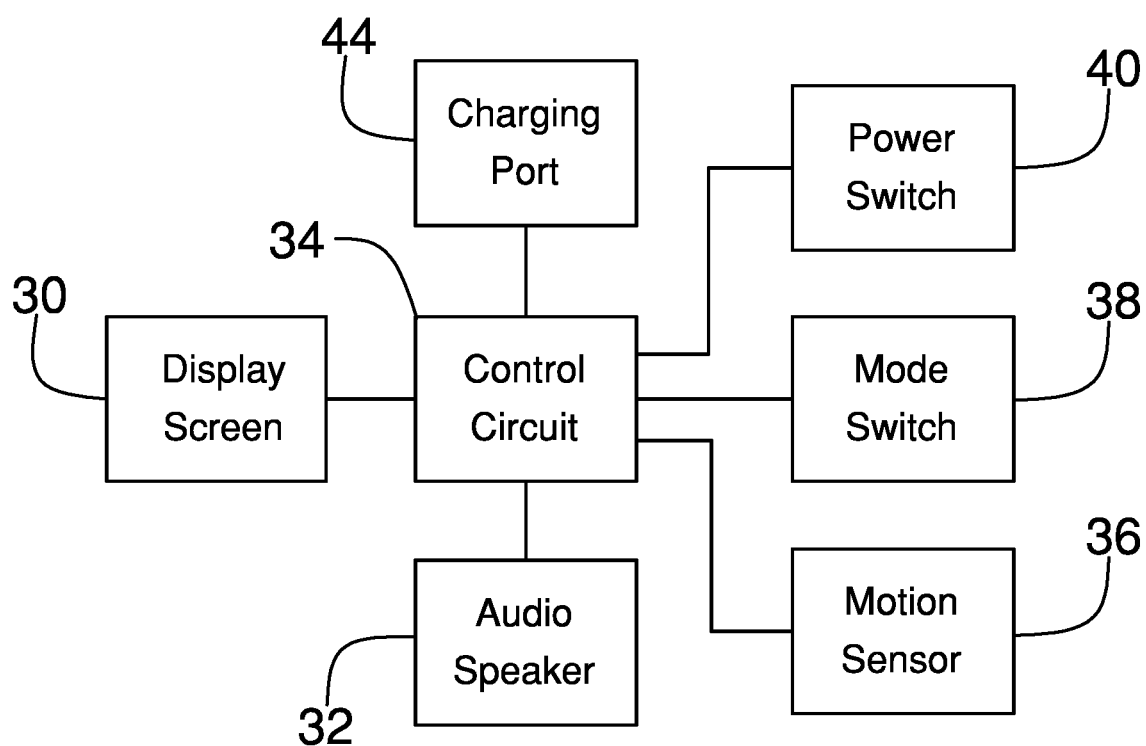 44
Charging
Port
40
Power
Switch
34
30
Display
Screen
Control
Circuit
38
Mode
Switch
32
Audio
Speaker
36
Motion
Sensor